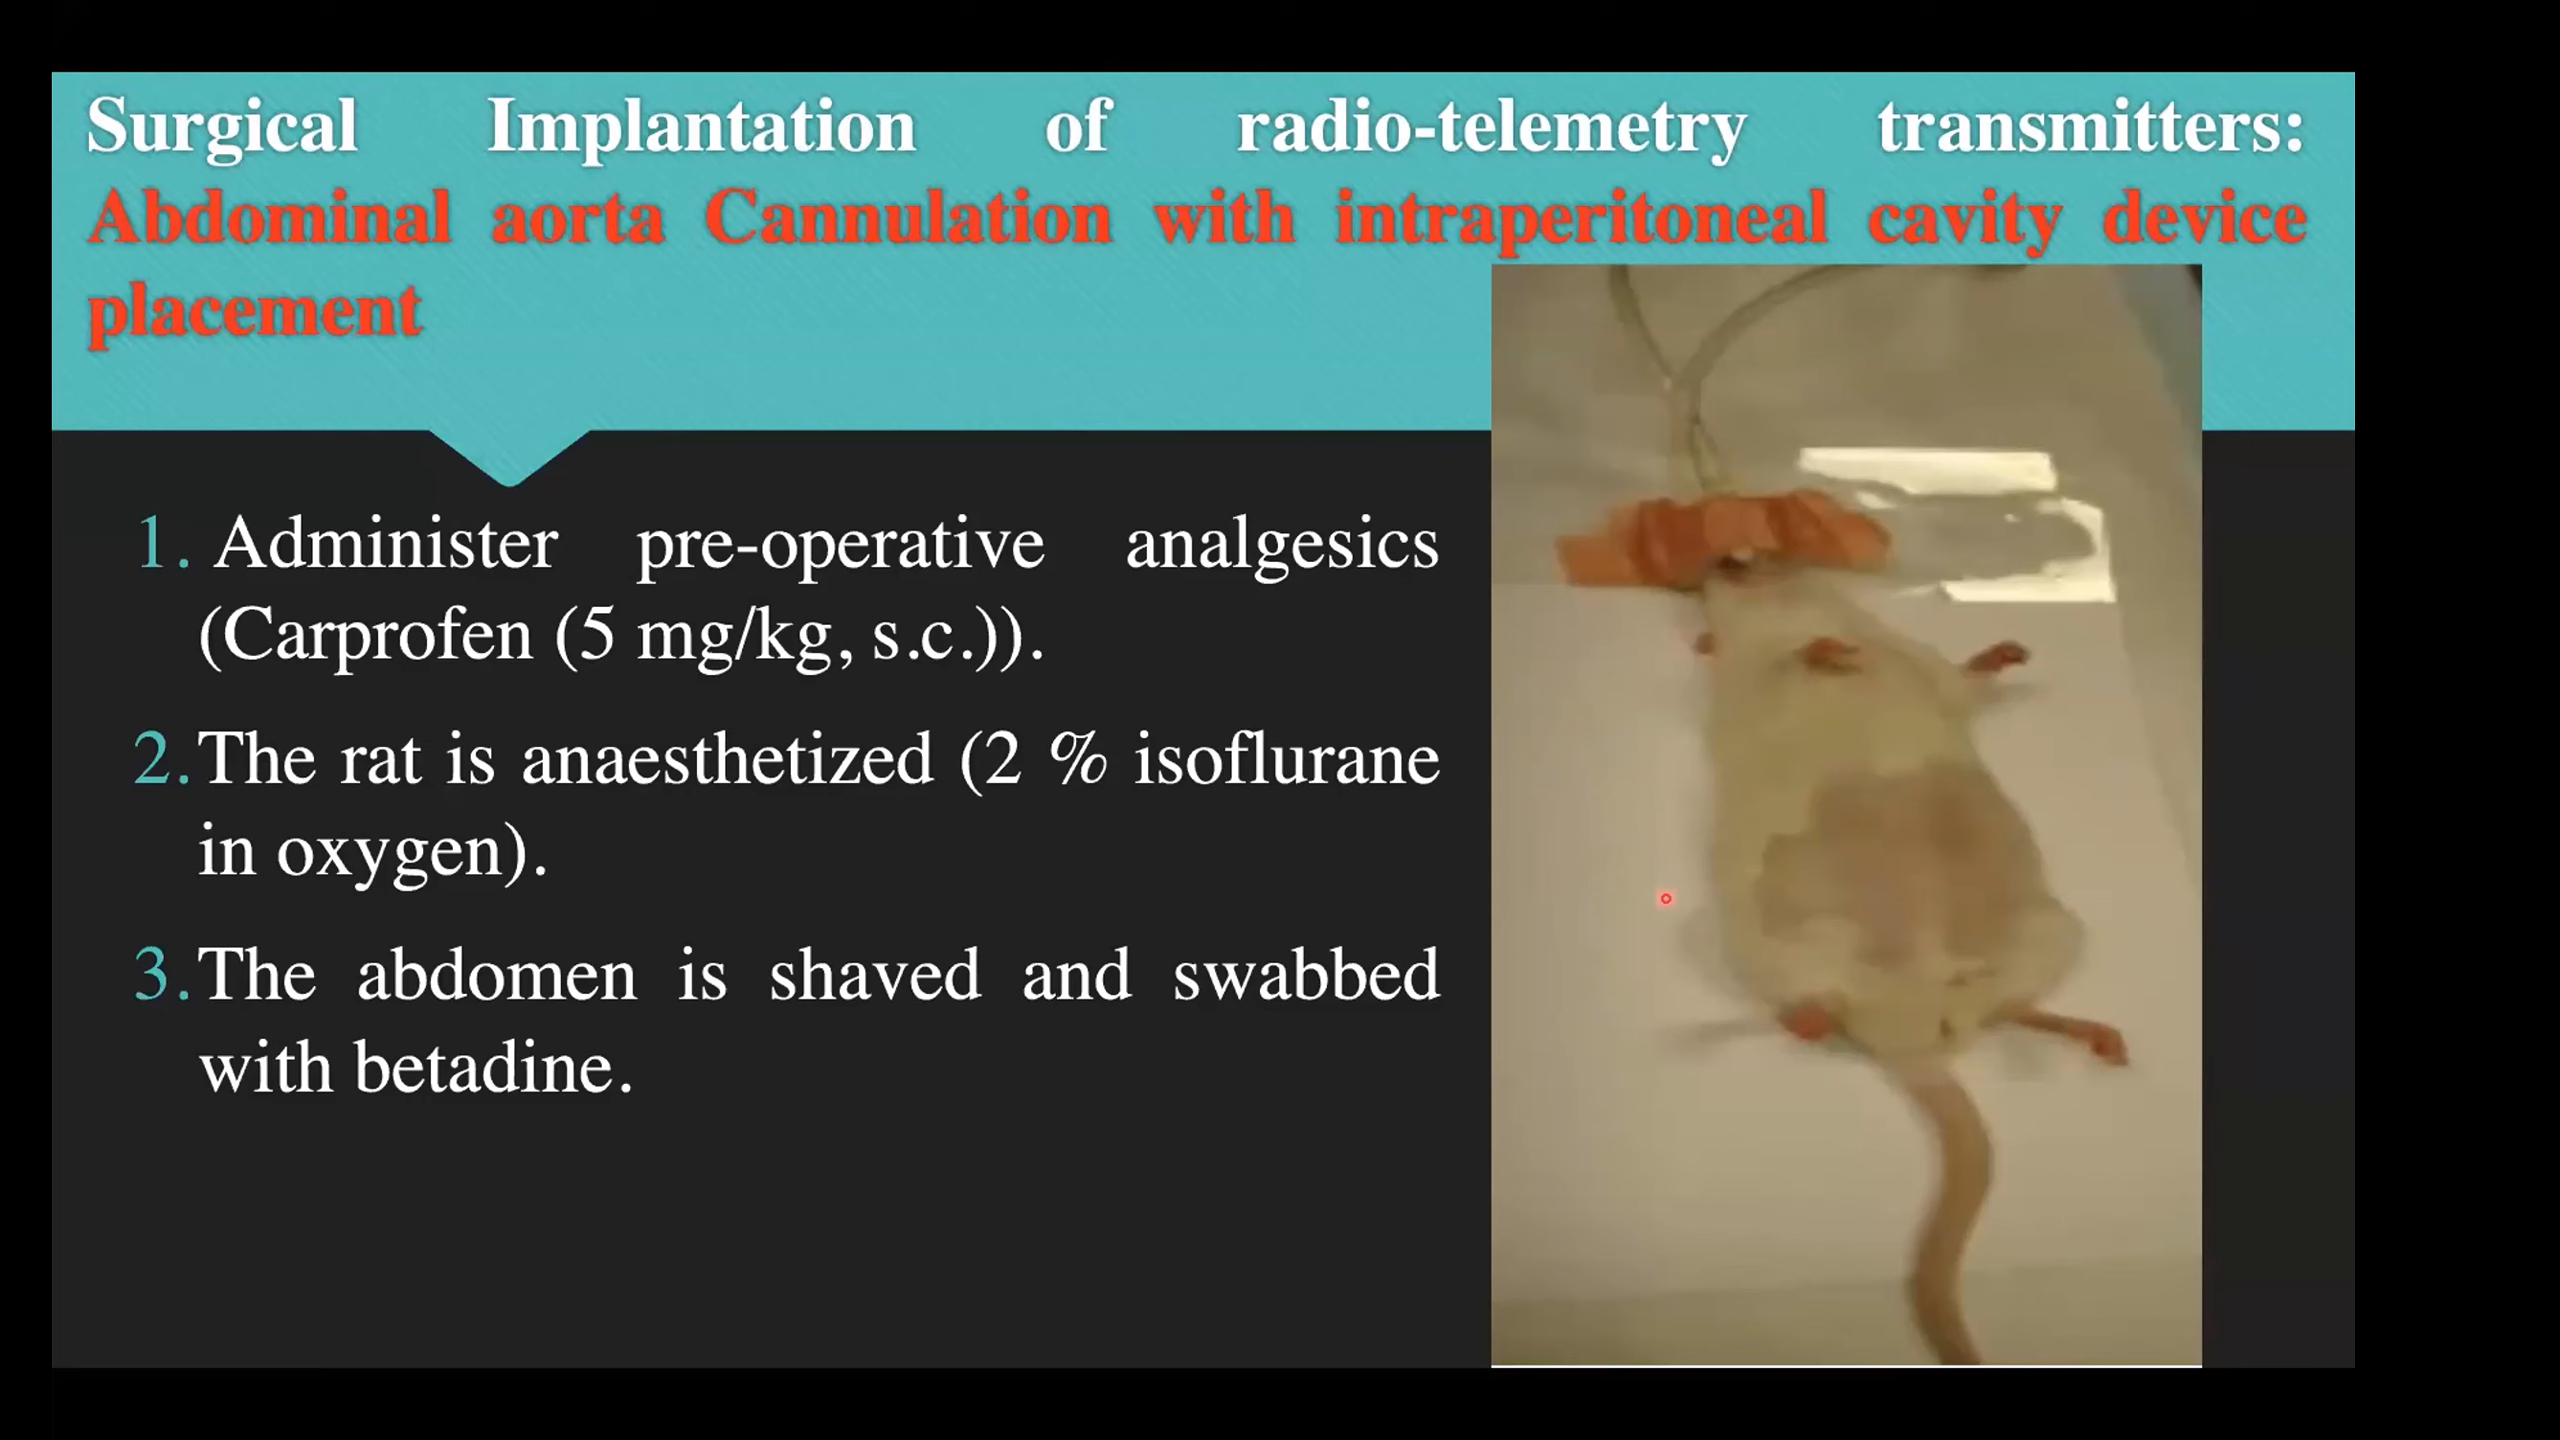 Surgical Implantation of radio-telemetry transmitters:
Abdominal aorta Cannulation with intraperitoneal cavity device
placement
1. Administer pre-operative analgesics
(Carprofen (5 mg/kg, s.c.)).
2. The rat is anaesthetized (2 % isoflurane
in oxygen).
3. The abdomen is shaved and swabbed
with betadine.